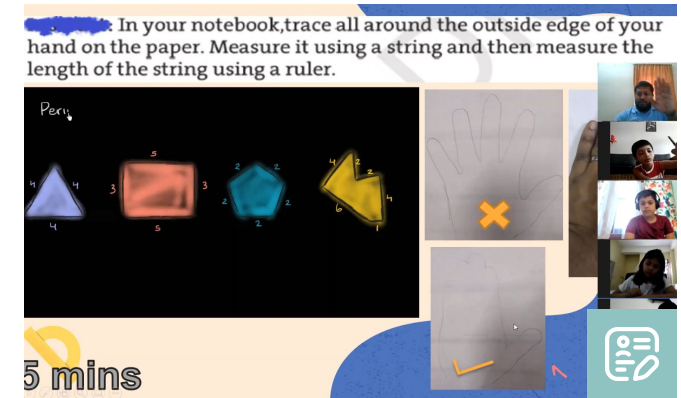 : In your notebook,trace all around the outside edge of your
hand on the paper. Measure it using a string and then measure the
length of the string using a ruler.
Peri
4 4
4
5
3 3
5
2 2
2 2
2
4 2
2
6 4
1
5 mins